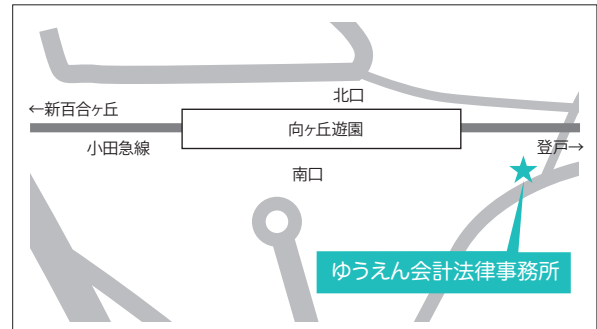 北口
←新百合ヶ丘
向ヶ丘遊園
小田急線
登戸→
南口
ゆうえん会計法律事務所